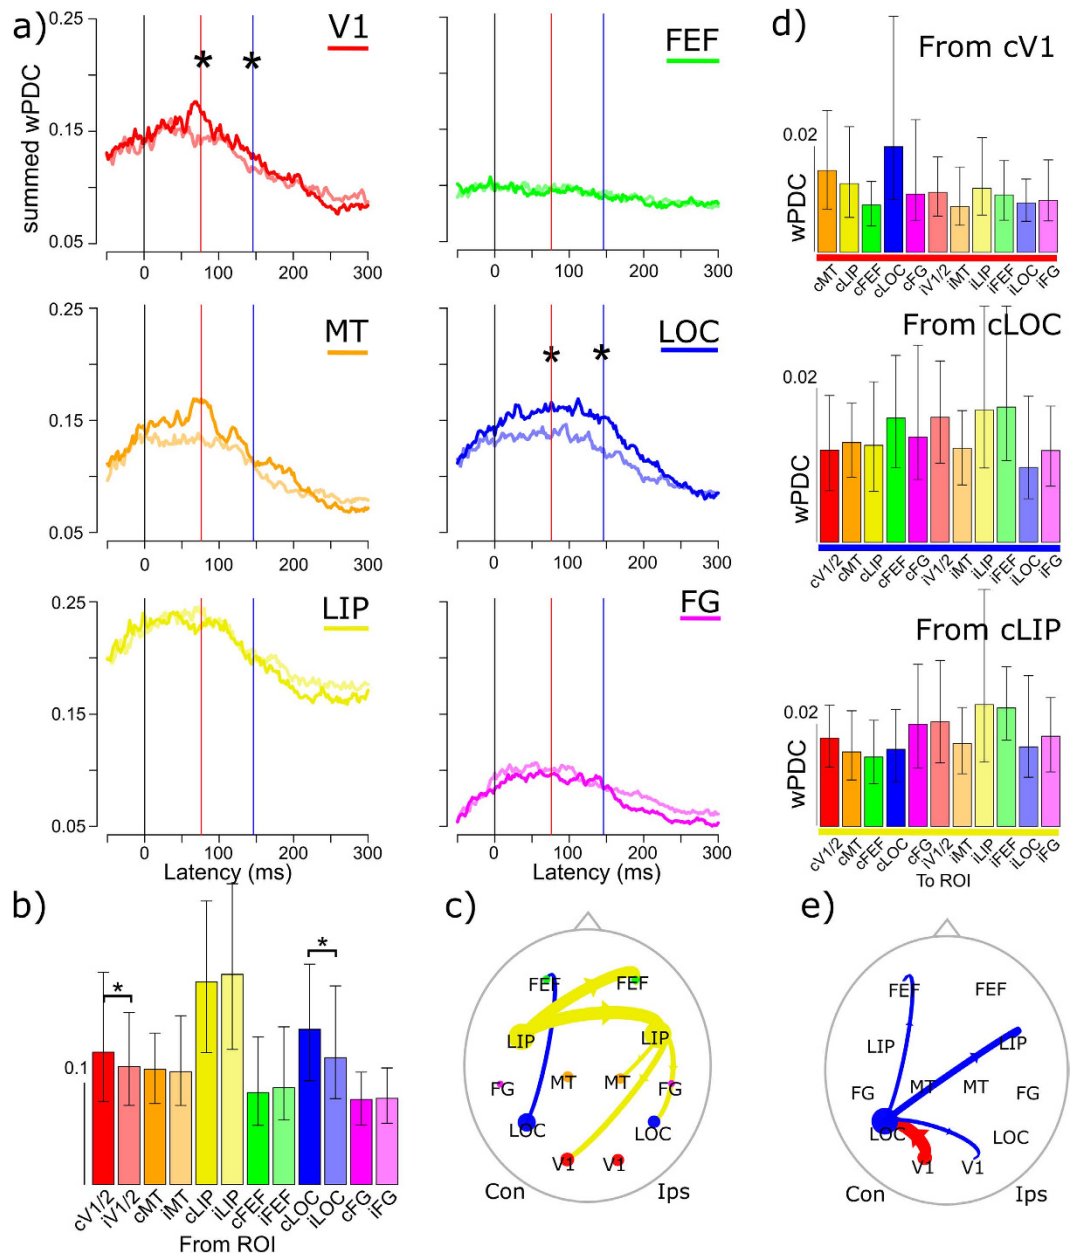 a)
summed wPDC
0.25
0.15
0.05
V1
*
*
0
100
200
300
FEF
0
100
200
300
0.25
0.15
0.05
MT
0
100
200
300
LOC
*
*
0
100
200
300
0.25
0.15
0.05
LIP
0
100
200
300
Latency (ms)
FG
0
100
200
300
Latency (ms)
d)
From cV1
0.02
wPDC
cMT cLIP cFEF cLOC cFG iV1/2 iMT iLIP iFEF iLOC iFG
From cLOC
0.02
wPDC
cV1/2 cMT cLIP cFEF cFG iV1/2 iMT iLIP iFEF iLOC iFG
From cLIP
0.02
wPDC
cV1/2 cMT cFEF cLOC cFG iV1/2 iMT iLIP iFEF iLOC iFG
To ROI
b)
0.1
*
*
cV1/2 iV1/2 cMT iMT cLIP iLIP cFEF iFEF cLOC iLOC cFG iFG
From ROI
c)
FEF FEF
LIP LIP
FG MT MT FG
LOC LOC
V1 V1
Con Ips
e)
FEF FEF
LIP LIP
FG MT MT FG
LOC LOC
V1 V1
Con Ips